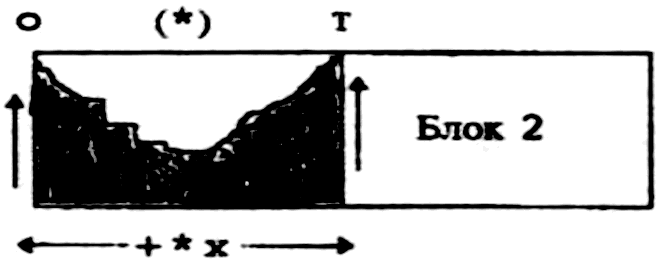 О (*) Т
Блок 2
+ * х